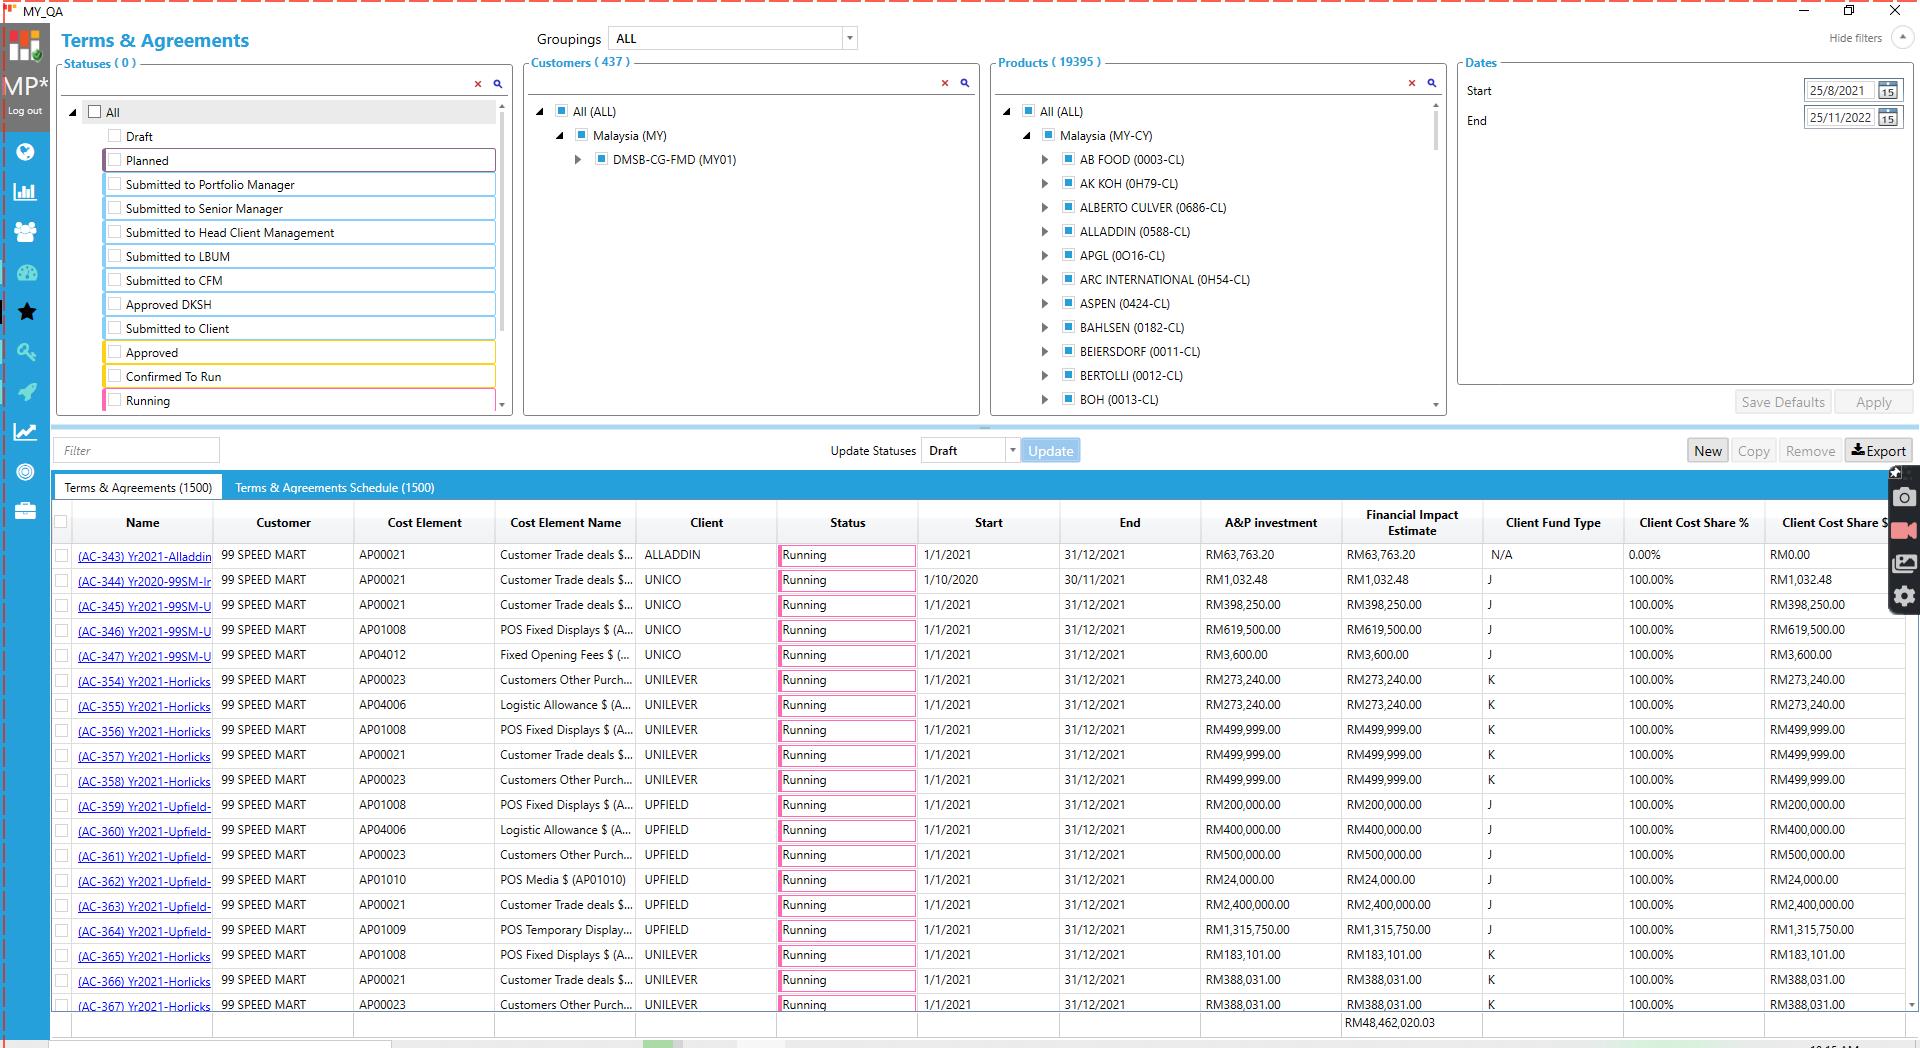 MY_QA
MP*
Log out
Terms & Agreements
Groupings ALL
Hide filters
Statuses ( 0 )
All
Draft
Planned
Submitted to Portfolio Manager
Submitted to Senior Manager
Submitted to Head Client Management
Submitted to LBUM
Submitted to CFM
Approved DKSH
Submitted to Client
Approved
Confirmed To Run
Running
Customers ( 437 )
All (ALL)
Malaysia (MY)
DMSB-CG-FMD (MY01)
Products ( 19395 )
All (ALL)
Malaysia (MY-CY)
AB FOOD (0003-CL)
AK KOH (0H79-CL)
ALBERTO CULVER (0686-CL)
ALLADDIN (0588-CL)
APGL (0O16-CL)
ARC INTERNATIONAL (0H54-CL)
ASPEN (0424-CL)
BAHLSEN (0182-CL)
BEIERSDORF (0011-CL)
BERTOLLI (0012-CL)
BOH (0013-CL)
Dates
Start 25/8/2021 15
End 25/11/2022 15
Save Defaults Apply
Filter Update Statuses Draft Update New Copy Remove Export
Terms & Agreements (1500) Terms & Agreements Schedule (1500)
Name Customer Cost Element Cost Element Name Client Status Start End A&P investment Financial Impact Estimate Client Fund Type Client Cost Share % Client Cost Share $
(AC-343) Yr2021-Alladdin 99 SPEED MART AP00021 Customer Trade deals $... ALLADDIN Running 1/1/2021 31/12/2021 RM63,763.20 RM63,763.20 N/A 0.00% RM0.00
(AC-344) Yr2020-99SM-Ir 99 SPEED MART AP00021 Customer Trade deals $... UNICO Running 1/10/2020 30/11/2021 RM1,032.48 RM1,032.48 J 100.00% RM1,032.48
(AC-345) Yr2021-99SM-U 99 SPEED MART AP00021 Customer Trade deals $... UNICO Running 1/1/2021 31/12/2021 RM398,250.00 RM398,250.00 J 100.00% RM398,250.00
(AC-346) Yr2021-99SM-U 99 SPEED MART AP01008 POS Fixed Displays $ (A... UNICO Running 1/1/2021 31/12/2021 RM619,500.00 RM619,500.00 J 100.00% RM619,500.00
(AC-347) Yr2021-99SM-U 99 SPEED MART AP04012 Fixed Opening Fees $ (... UNICO Running 1/1/2021 31/12/2021 RM3,600.00 RM3,600.00 J 100.00% RM3,600.00
(AC-354) Yr2021-Horlicks 99 SPEED MART AP00023 Customers Other Purch... UNILEVER Running 1/1/2021 31/12/2021 RM273,240.00 RM273,240.00 K 100.00% RM273,240.00
(AC-355) Yr2021-Horlicks 99 SPEED MART AP04006 Logistic Allowance $ (A... UNILEVER Running 1/1/2021 31/12/2021 RM273,240.00 RM273,240.00 K 100.00% RM273,240.00
(AC-356) Yr2021-Horlicks 99 SPEED MART AP01008 POS Fixed Displays $ (A... UNILEVER Running 1/1/2021 31/12/2021 RM499,999.00 RM499,999.00 K 100.00% RM499,999.00
(AC-357) Yr2021-Horlicks 99 SPEED MART AP00021 Customer Trade deals $... UNILEVER Running 1/1/2021 31/12/2021 RM499,999.00 RM499,999.00 K 100.00% RM499,999.00
(AC-358) Yr2021-Horlicks 99 SPEED MART AP00023 Customers Other Purch... UNILEVER Running 1/1/2021 31/12/2021 RM499,999.00 RM499,999.00 K 100.00% RM499,999.00
(AC-359) Yr2021-Upfield- 99 SPEED MART AP01008 POS Fixed Displays $ (A... UPFIELD Running 1/1/2021 31/12/2021 RM200,000.00 RM200,000.00 J 100.00% RM200,000.00
(AC-360) Yr2021-Upfield- 99 SPEED MART AP04006 Logistic Allowance $ (A... UPFIELD Running 1/1/2021 31/12/2021 RM400,000.00 RM400,000.00 J 100.00% RM400,000.00
(AC-361) Yr2021-Upfield- 99 SPEED MART AP00023 Customers Other Purch... UPFIELD Running 1/1/2021 31/12/2021 RM500,000.00 RM500,000.00 J 100.00% RM500,000.00
(AC-362) Yr2021-Upfield- 99 SPEED MART AP01010 POS Media $ (AP01010) UPFIELD Running 1/1/2021 31/12/2021 RM24,000.00 RM24,000.00 J 100.00% RM24,000.00
(AC-363) Yr2021-Upfield- 99 SPEED MART AP00021 Customer Trade deals $... UPFIELD Running 1/1/2021 31/12/2021 RM2,400,000.00 RM2,400,000.00 J 100.00% RM2,400,000.00
(AC-364) Yr2021-Upfield- 99 SPEED MART AP01009 POS Temporary Display... UPFIELD Running 1/1/2021 31/12/2021 RM1,315,750.00 RM1,315,750.00 J 100.00% RM1,315,750.00
(AC-365) Yr2021-Horlicks 99 SPEED MART AP01008 POS Fixed Displays $ (A... UNILEVER Running 1/1/2021 31/12/2021 RM183,101.00 RM183,101.00 K 100.00% RM183,101.00
(AC-366) Yr2021-Horlicks 99 SPEED MART AP00021 Customer Trade deals $... UNILEVER Running 1/1/2021 31/12/2021 RM388,031.00 RM388,031.00 K 100.00% RM388,031.00
(AC-367) Yr2021-Horlicks 99 SPEED MART AP00023 Customers Other Purch... UNILEVER Running 1/1/2021 31/12/2021 RM388,031.00 RM388,031.00 K 100.00% RM388,031.00
RM48,462,020.03